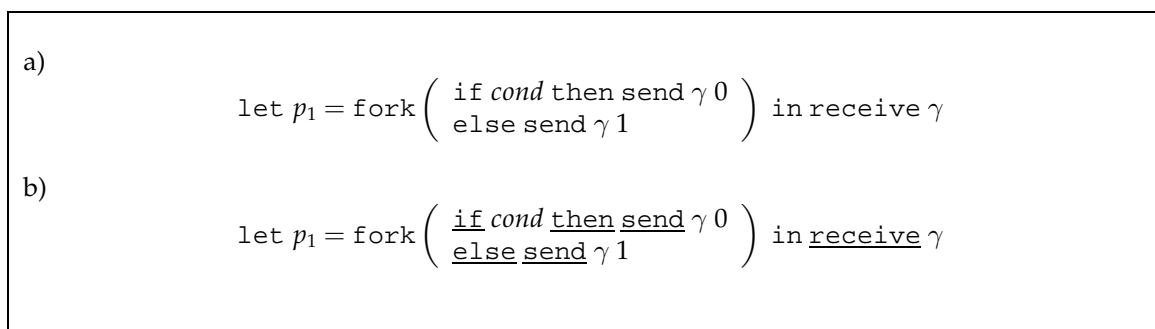 a)
let p₁ = fork ( if cond then send γ 0
else send γ 1 ) in receive γ
b)
let p₁ = fork ( if cond then send γ 0
else send γ 1 ) in receive γ